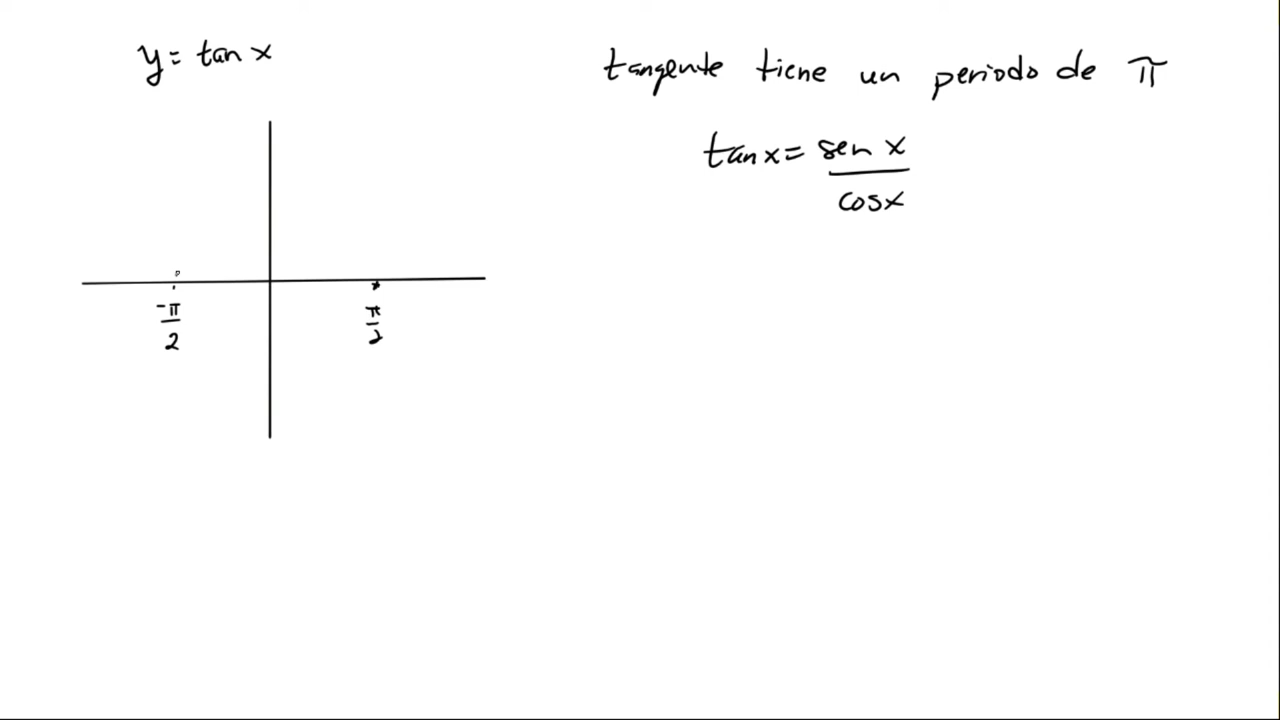 y = tan x
tangente tiene un periodo de π
tan x = sen x
cos x
-π
2
π
2